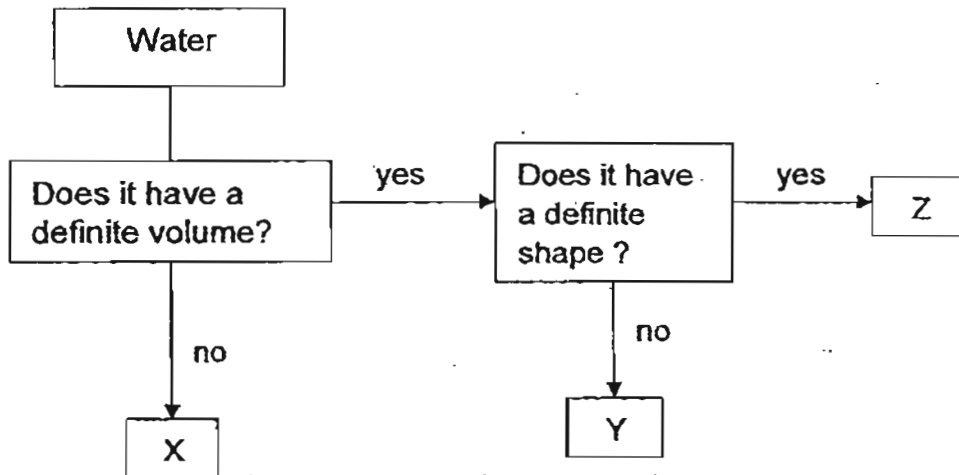 Water
Does it have a
definite volume?
yes
Does it have
a definite
shape ?
yes
Z
no
no
X
Y